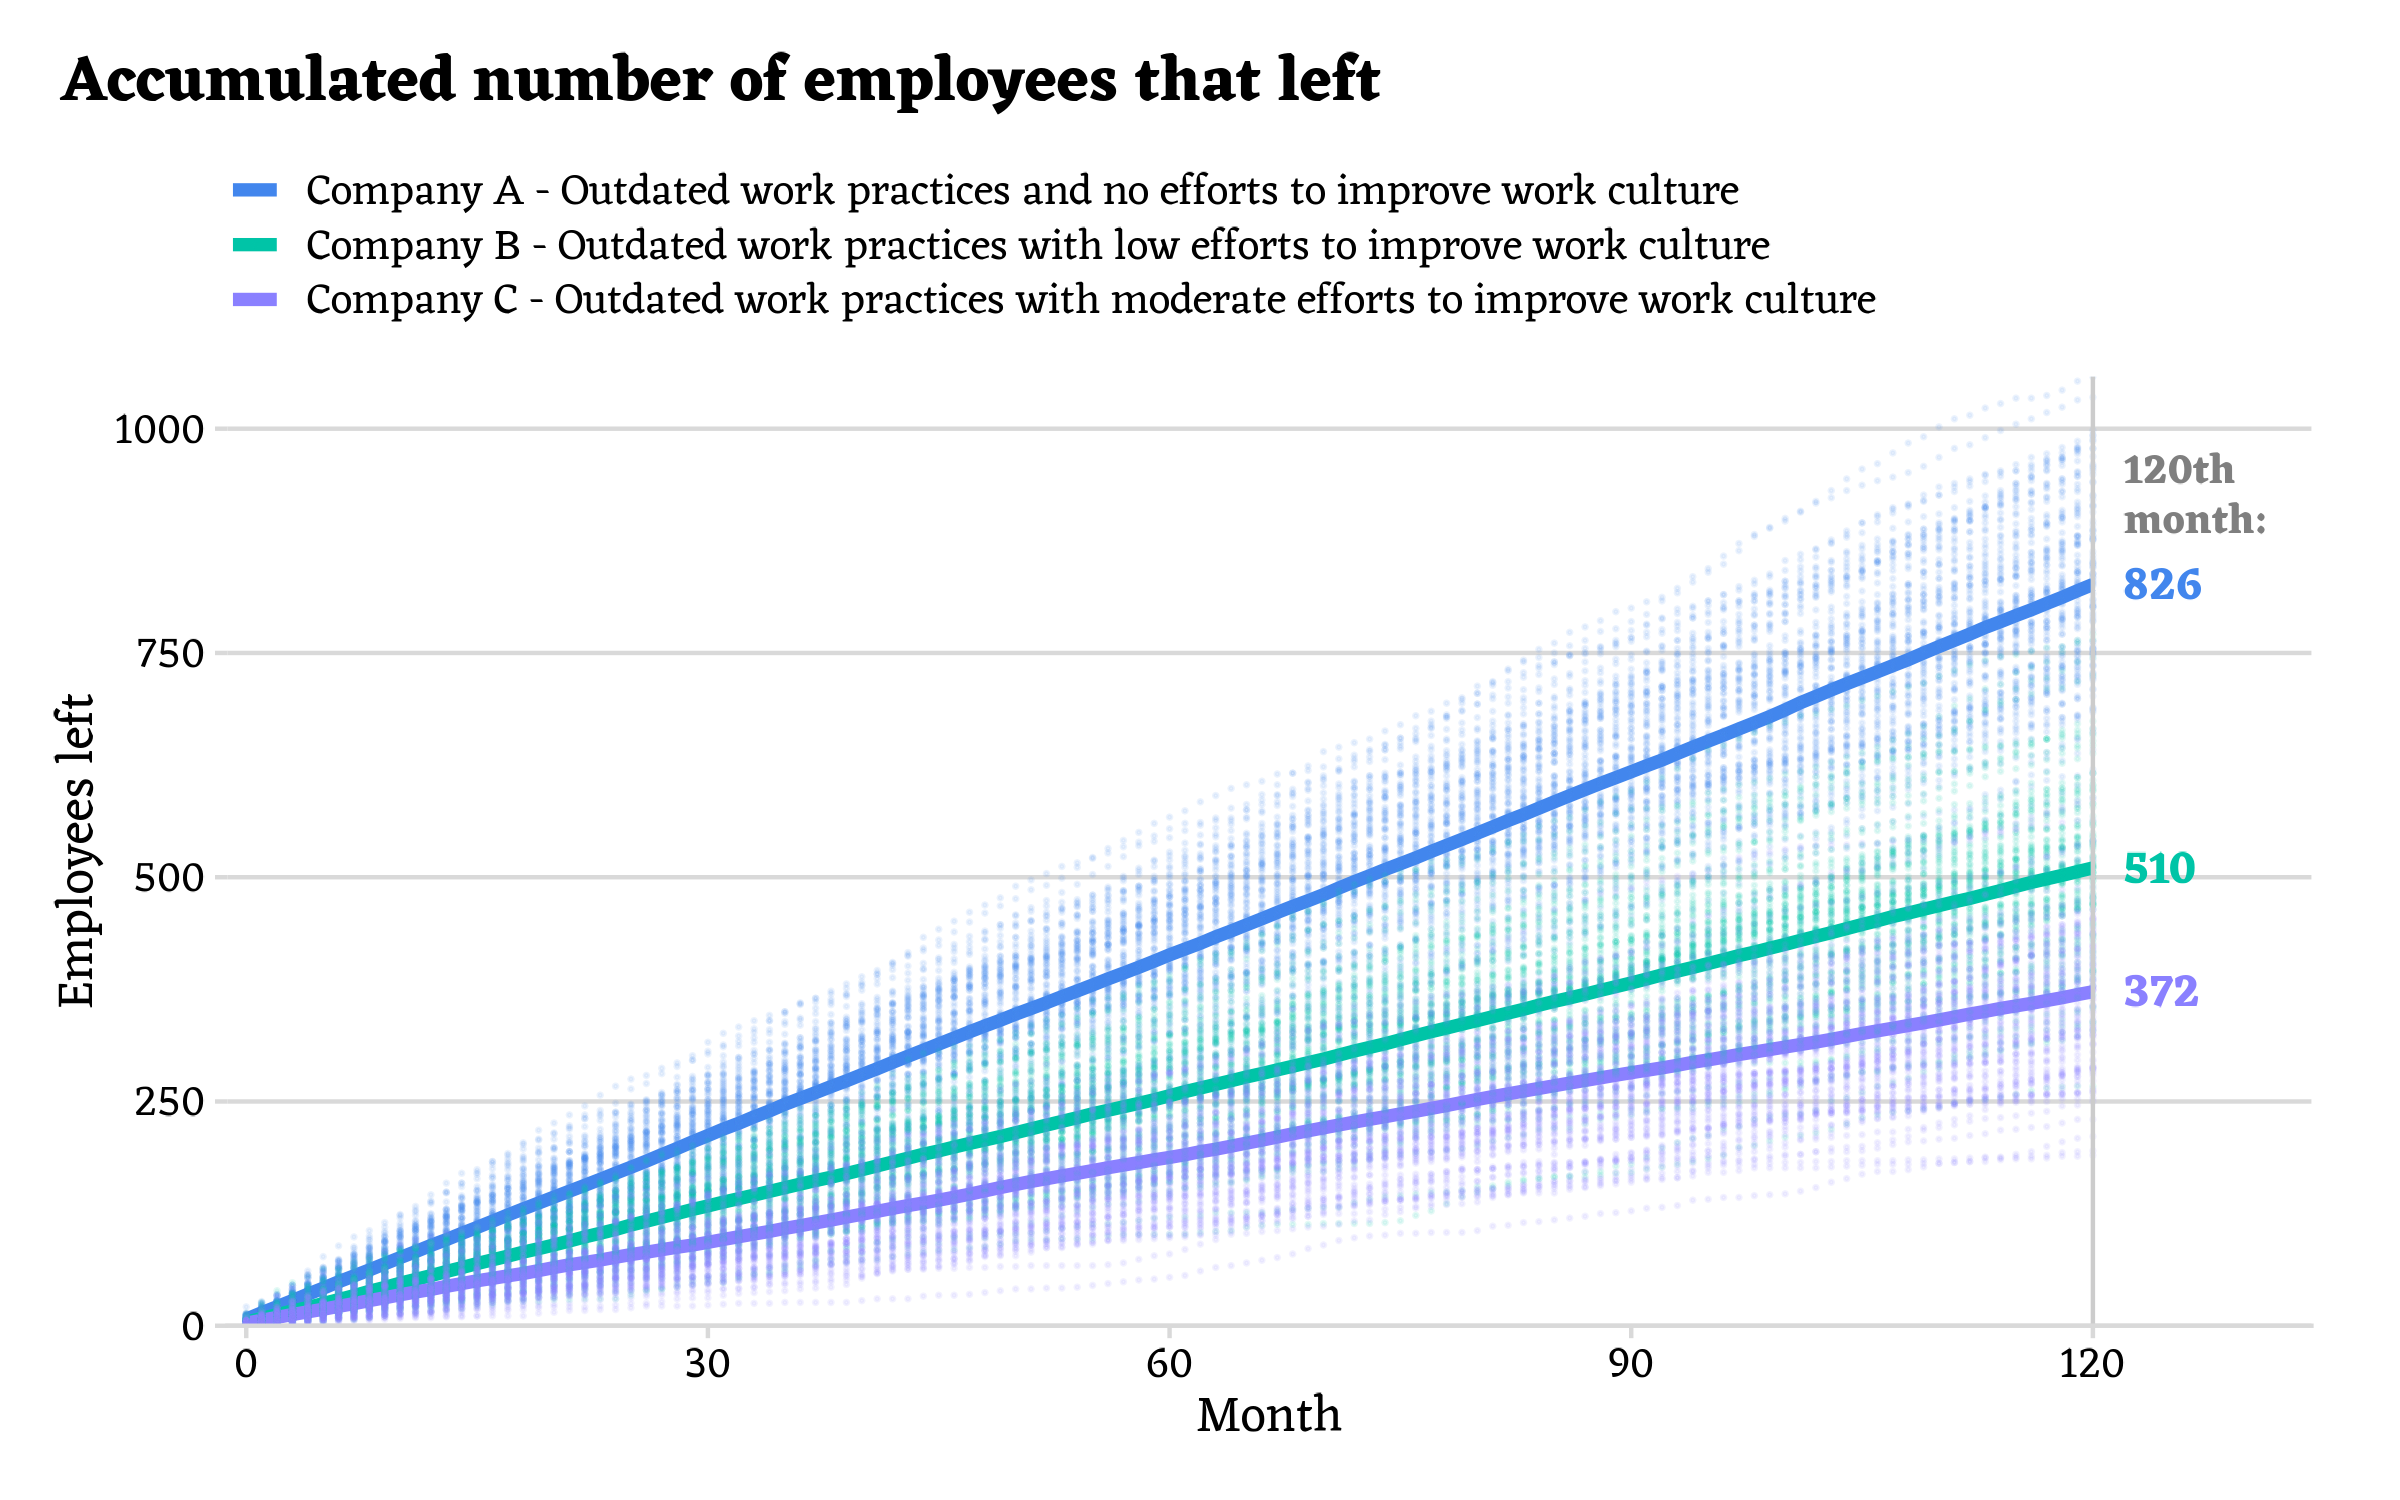 Accumulated number of employees that left
Company A - Outdated work practices and no efforts to improve work culture
Company B - Outdated work practices with low efforts to improve work culture
Company C - Outdated work practices with moderate efforts to improve work culture
1000
750
500
250
0
Employees left
120th
month:
826
510
372
0
30
60
90
120
Month